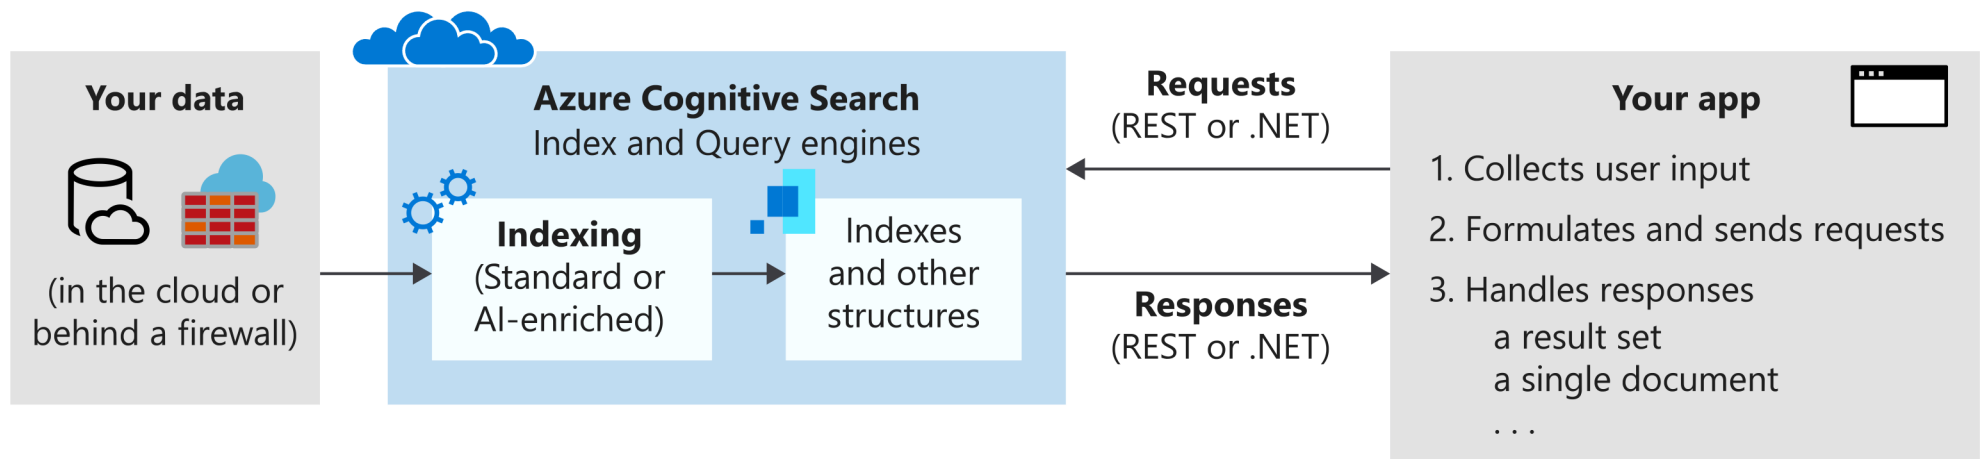 Your data
(in the cloud or
behind a firewall)
Azure Cognitive Search
Index and Query engines
Indexing
(Standard or
AI-enriched)
Indexes
and other
structures
Requests
(REST or .NET)
Responses
(REST or .NET)
Your app
1. Collects user input
2. Formulates and sends requests
3. Handles responses
a result set
a single document
. . .